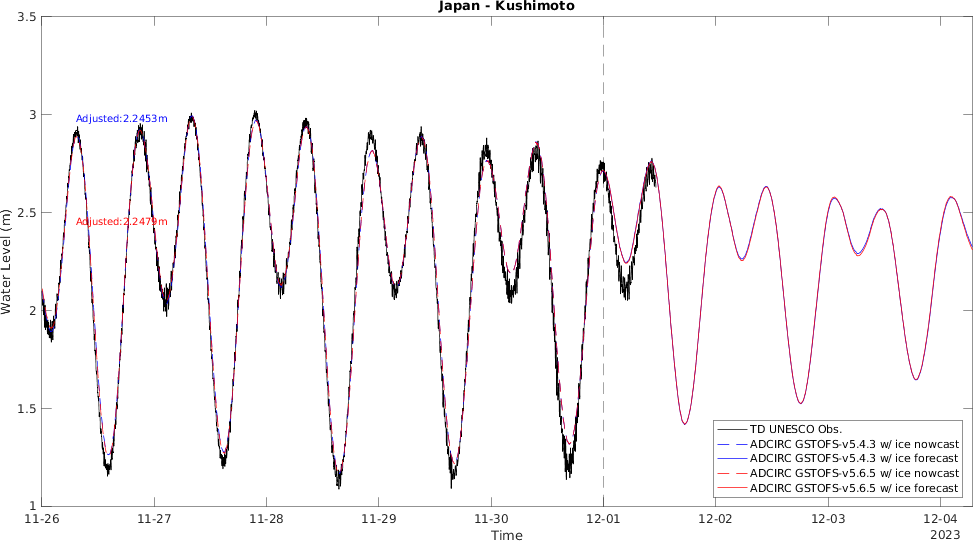 Japan - Kushimoto
3.5
3
2.5
2
1.5
1
Water Level (m)
Adjusted:2.2453m
Adjusted:2.2479m
TD UNESCO Obs.
ADCIRC GSTOFS-v5.4.3 w/ ice nowcast
ADCIRC GSTOFS-v5.4.3 w/ ice forecast
ADCIRC GSTOFS-v5.6.5 w/ ice nowcast
ADCIRC GSTOFS-v5.6.5 w/ ice forecast
11-26 11-27 11-28 11-29 11-30 12-01 12-02 12-03 12-04
Time
2023